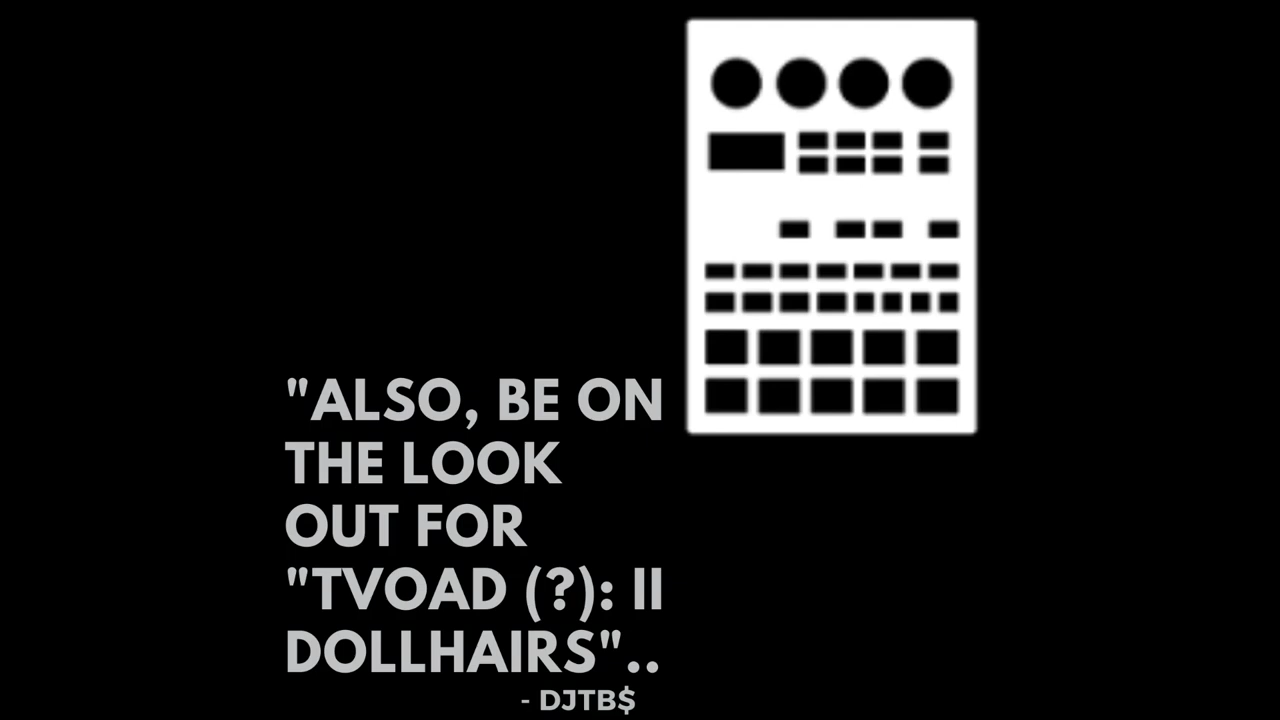 "ALSO, BE ON
THE LOOK
OUT FOR
"TVOAD (?): II
DOLLHAIRS"..
- DJTB$